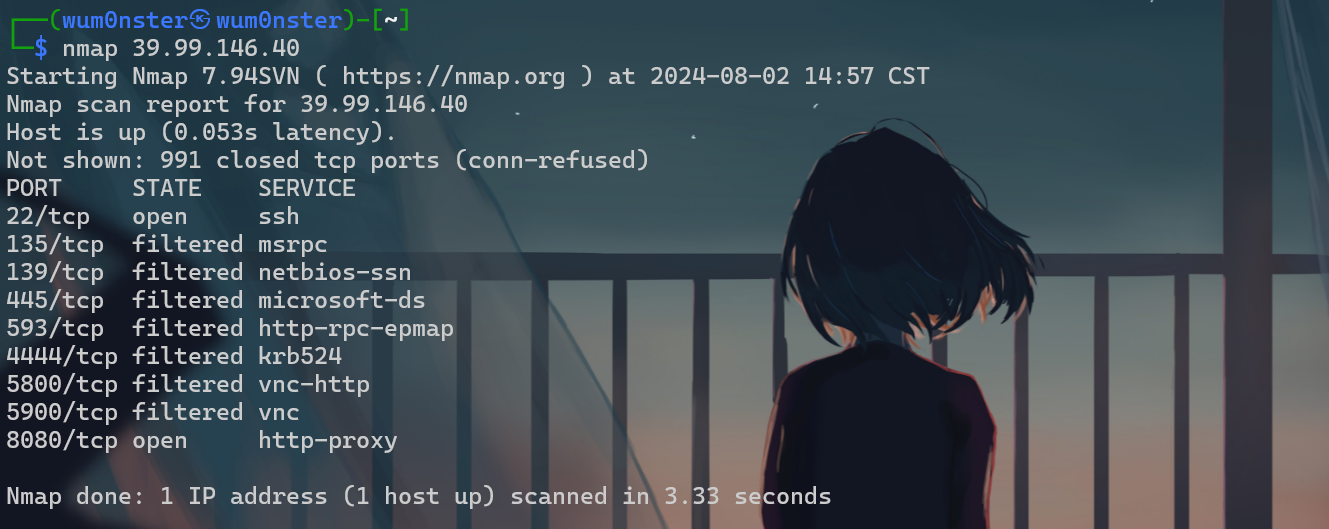 ┌──(wum0nster㉿wum0nster)-[~]
└─$ nmap 39.99.146.40
Starting Nmap 7.94SVN ( https://nmap.org ) at 2024-08-02 14:57 CST
Nmap scan report for 39.99.146.40
Host is up (0.053s latency).
Not shown: 991 closed tcp ports (conn-refused)
PORT     STATE    SERVICE
22/tcp   open     ssh
135/tcp  filtered msrpc
139/tcp  filtered netbios-ssn
445/tcp  filtered microsoft-ds
593/tcp  filtered http-rpc-epmap
4444/tcp filtered krb524
5800/tcp filtered vnc-http
5900/tcp filtered vnc
8080/tcp open     http-proxy
Nmap done: 1 IP address (1 host up) scanned in 3.33 seconds